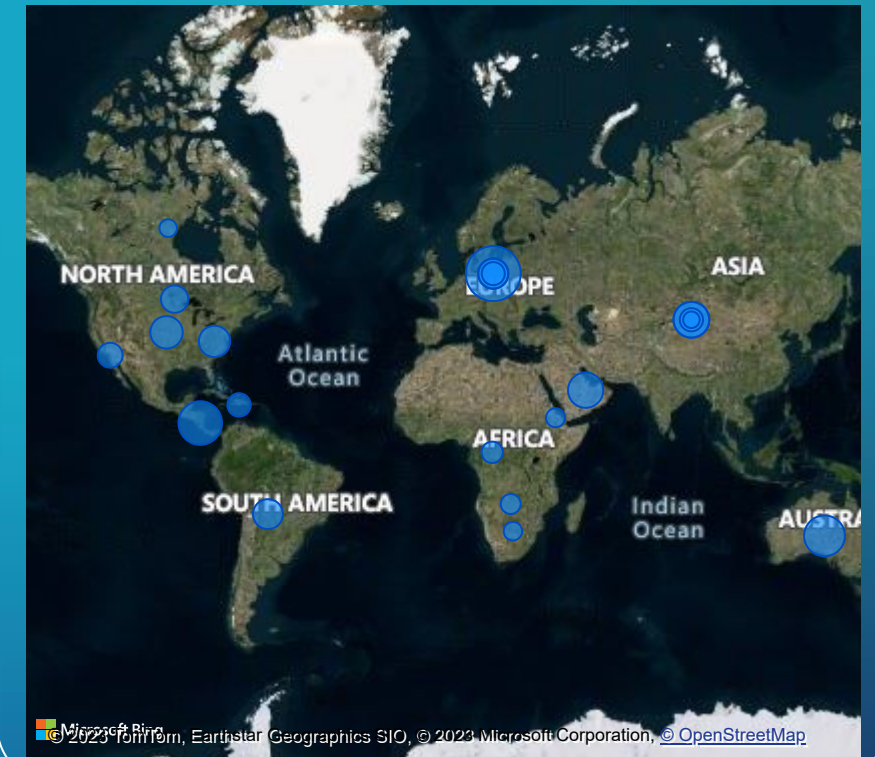 ASIA
NORTH AMERICA
EUROPE
Atlantic
Ocean
AFRICA
SOUTH AMERICA
Indian
Ocean
AUSTRA
Microsoft Bing
© 2023 TomTom, Earthstar Geographics SIO, © 2023 Microsoft Corporation, © OpenStreetMap